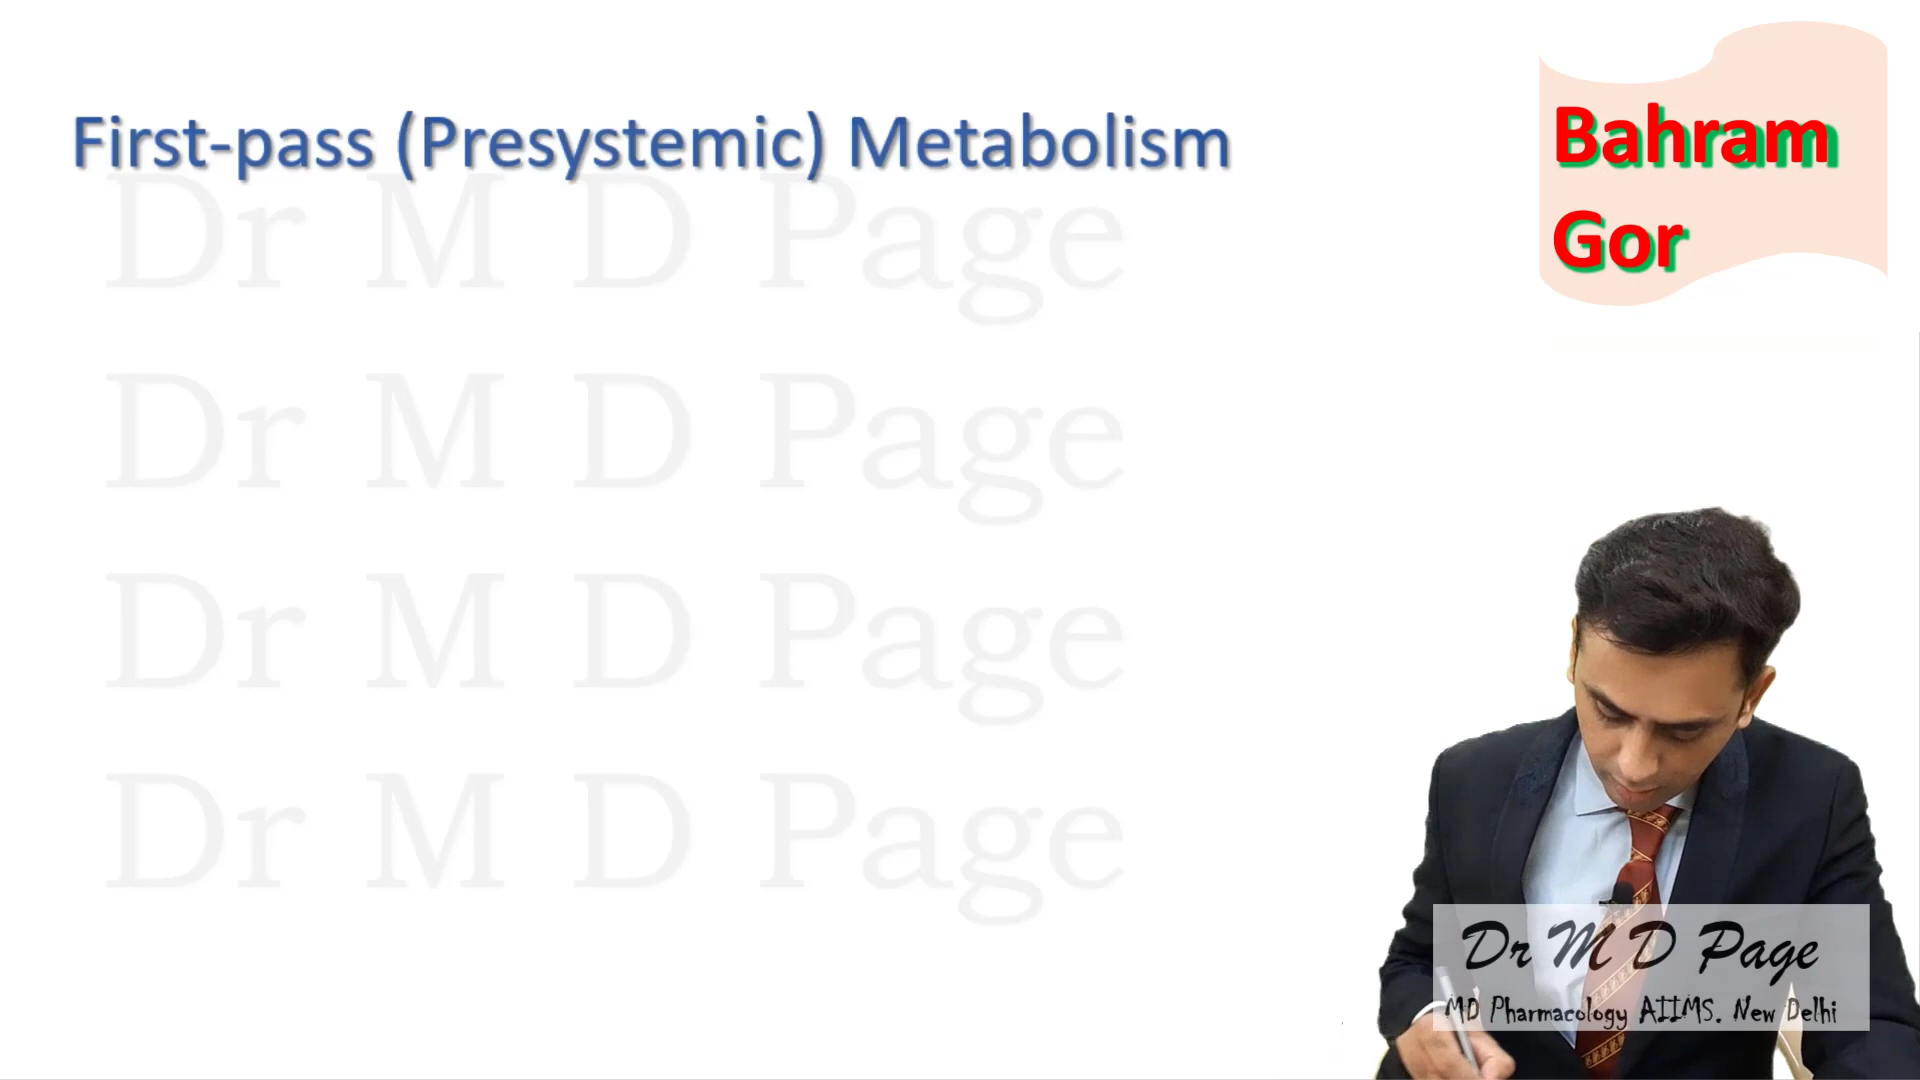 First-pass (Presystemic) Metabolism
Bahram
Gor
Dr M D Page
Dr M D Page
Dr M D Page
Dr M D Page
Dr M D Page
MD Pharmacology AIIMS. New Delhi